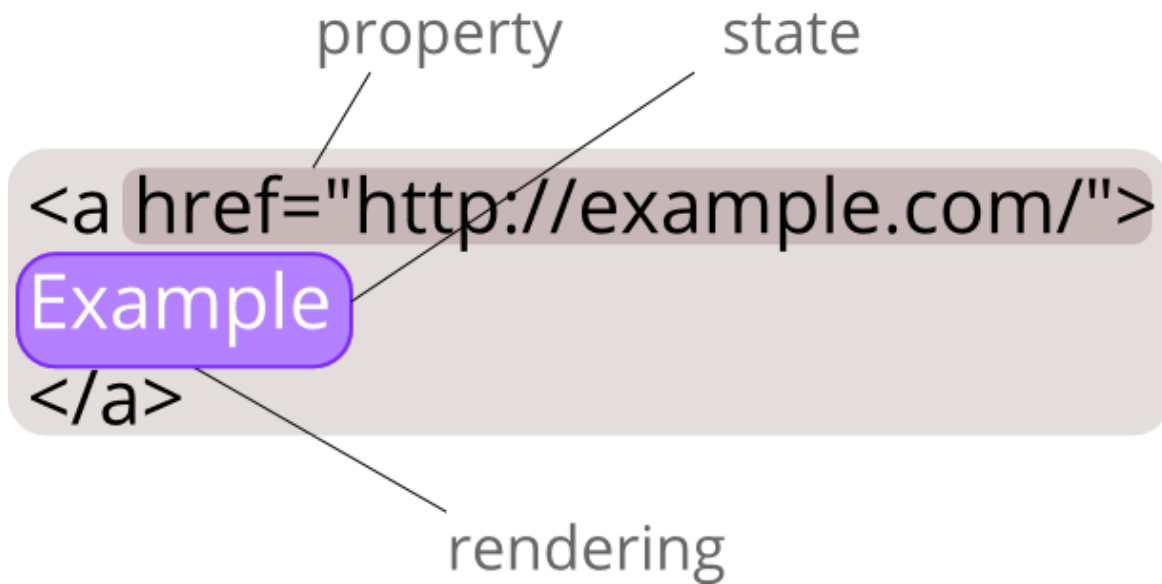 property state
<a href="http://example.com/">
Example
</a>
rendering